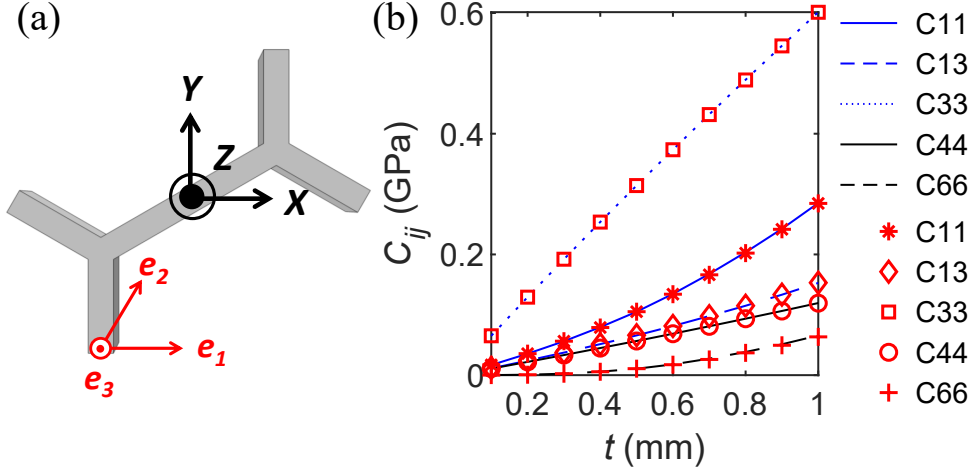 (a)
Y
Z
X
e2
e1
e3
(b)
0.6
0.4
0.2
0
Cij (GPa)
0.2 0.4 0.6 0.8 1
t (mm)
C11
C13
C33
C44
C66
C11
C13
C33
C44
C66